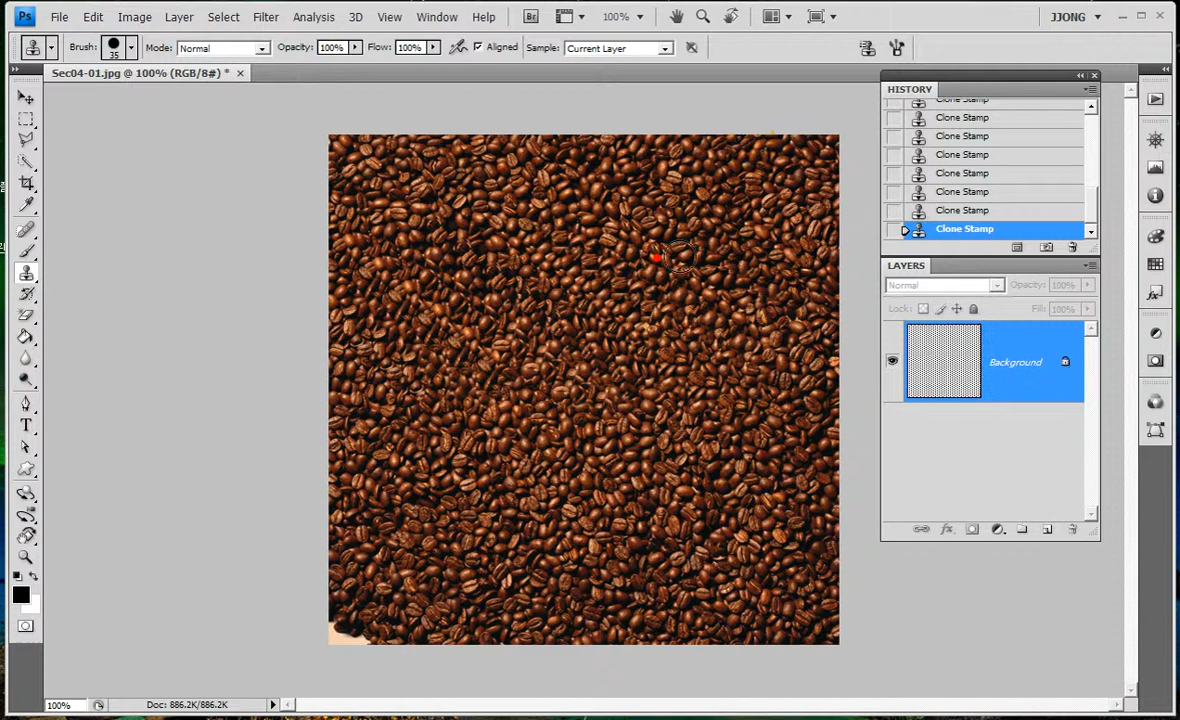 Ps File Edit Image Layer Select Filter Analysis 3D View Window Help Br 100% JJONG
Brush: 35 Mode: Normal Opacity: 100% Flow: 100% Aligned Sample: Current Layer
Sec04-01.jpg @ 100% (RGB/8#) *
HISTORY
Clone Stamp
Clone Stamp
Clone Stamp
Clone Stamp
Clone Stamp
Clone Stamp
Clone Stamp
Clone Stamp
LAYERS
Normal Opacity: 100%
Lock: Fill: 100%
Background
T
fx
100% Doc: 886.2K/886.2K